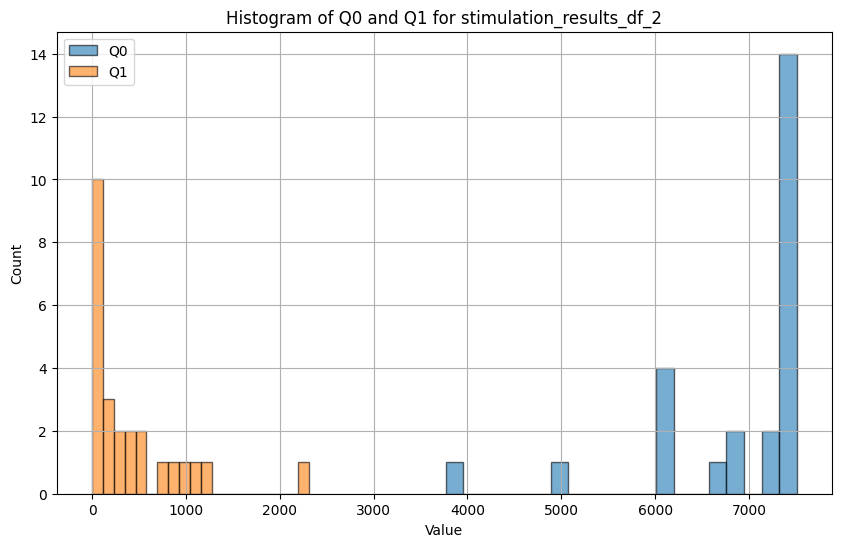 Histogram of Q0 and Q1 for stimulation_results_df_2
Q0
Q1
14
12
10
8
6
4
2
0
Count
0 1000 2000 3000 4000 5000 6000 7000
Value